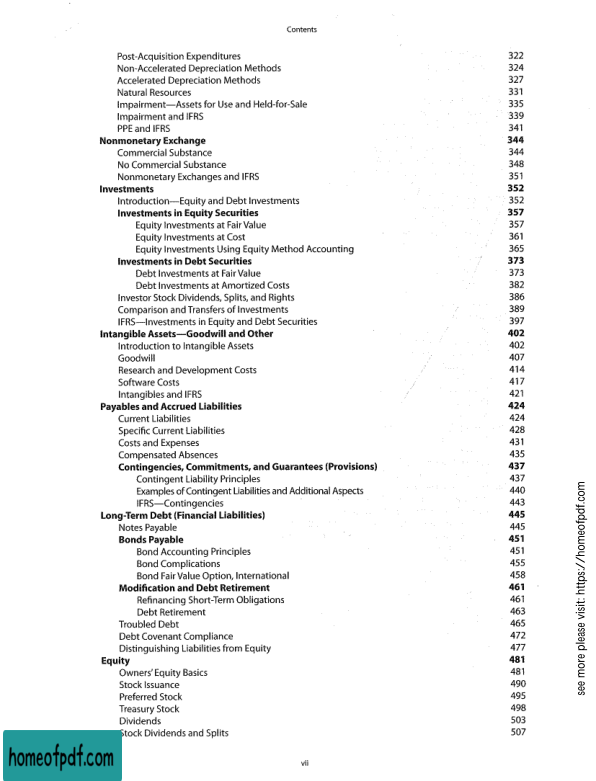 Contents
Post-Acquisition Expenditures 322
Non-Accelerated Depreciation Methods 324
Accelerated Depreciation Methods 327
Natural Resources 331
Impairment—Assets for Use and Held-for-Sale 335
Impairment and IFRS 339
PPE and IFRS 341
Nonmonetary Exchange 344
Commercial Substance 344
No Commercial Substance 348
Nonmonetary Exchanges and IFRS 351
Investments 352
Introduction—Equity and Debt Investments 352
Investments in Equity Securities 357
Equity Investments at Fair Value 357
Equity Investments at Cost 361
Equity Investments Using Equity Method Accounting 365
Investments in Debt Securities 373
Debt Investments at Fair Value 373
Debt Investments at Amortized Costs 382
Investor Stock Dividends, Splits, and Rights 386
Comparison and Transfers of Investments 389
IFRS—Investments in Equity and Debt Securities 397
Intangible Assets—Goodwill and Other 402
Introduction to Intangible Assets 402
Goodwill 407
Research and Development Costs 414
Software Costs 417
Intangibles and IFRS 421
Payables and Accrued Liabilities 424
Current Liabilities 424
Specific Current Liabilities 428
Costs and Expenses 431
Compensated Absences 435
Contingencies, Commitments, and Guarantees (Provisions) 437
Contingent Liability Principles 437
Examples of Contingent Liabilities and Additional Aspects 440
IFRS—Contingencies 443
Long-Term Debt (Financial Liabilities) 445
Notes Payable 445
Bonds Payable 451
Bond Accounting Principles 451
Bond Complications 455
Bond Fair Value Option, International 458
Modification and Debt Retirement 461
Refinancing Short-Term Obligations 461
Debt Retirement 463
Troubled Debt 465
Debt Covenant Compliance 472
Distinguishing Liabilities from Equity 477
Equity 481
Owners' Equity Basics 481
Stock Issuance 490
Preferred Stock 495
Treasury Stock 498
Dividends 503
Stock Dividends and Splits 507
vii
homeofpdf.com
see more please visit: https://homeofpdf.com